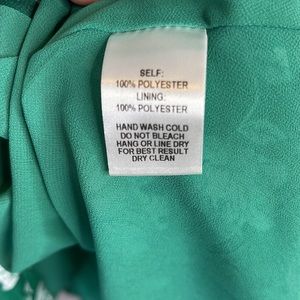 SELF:
100% POLYESTER
LINING:
100% POLYESTER
HAND WASH COLD
DO NOT BLEACH
HANG OR LINE DRY
FOR BEST RESULT
DRY CLEAN